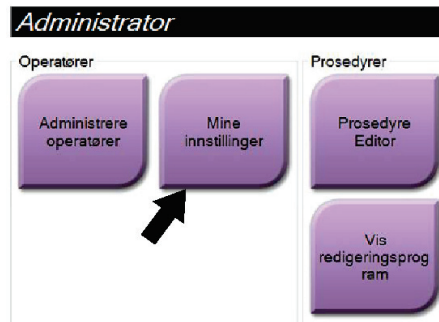 Administrator
Operatører
Administrere
operatører
Mine
innstillinger
Prosedyrer
Prosedyre
Editor
Vis
redigeringsprog
ram